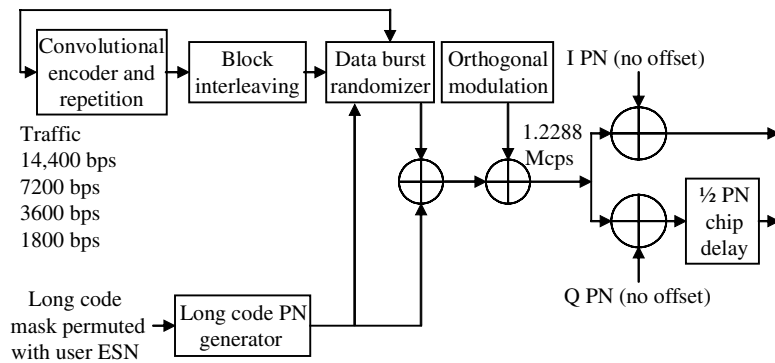 Convolutional
encoder and
repetition
Block
interleaving
Data burst
randomizer
Orthogonal
modulation
I PN (no offset)
Traffic
14,400 bps
7200 bps
3600 bps
1800 bps
1.2288
Mcps
½ PN
chip
delay
Q PN (no offset)
Long code
mask permuted
with user ESN
Long code PN
generator